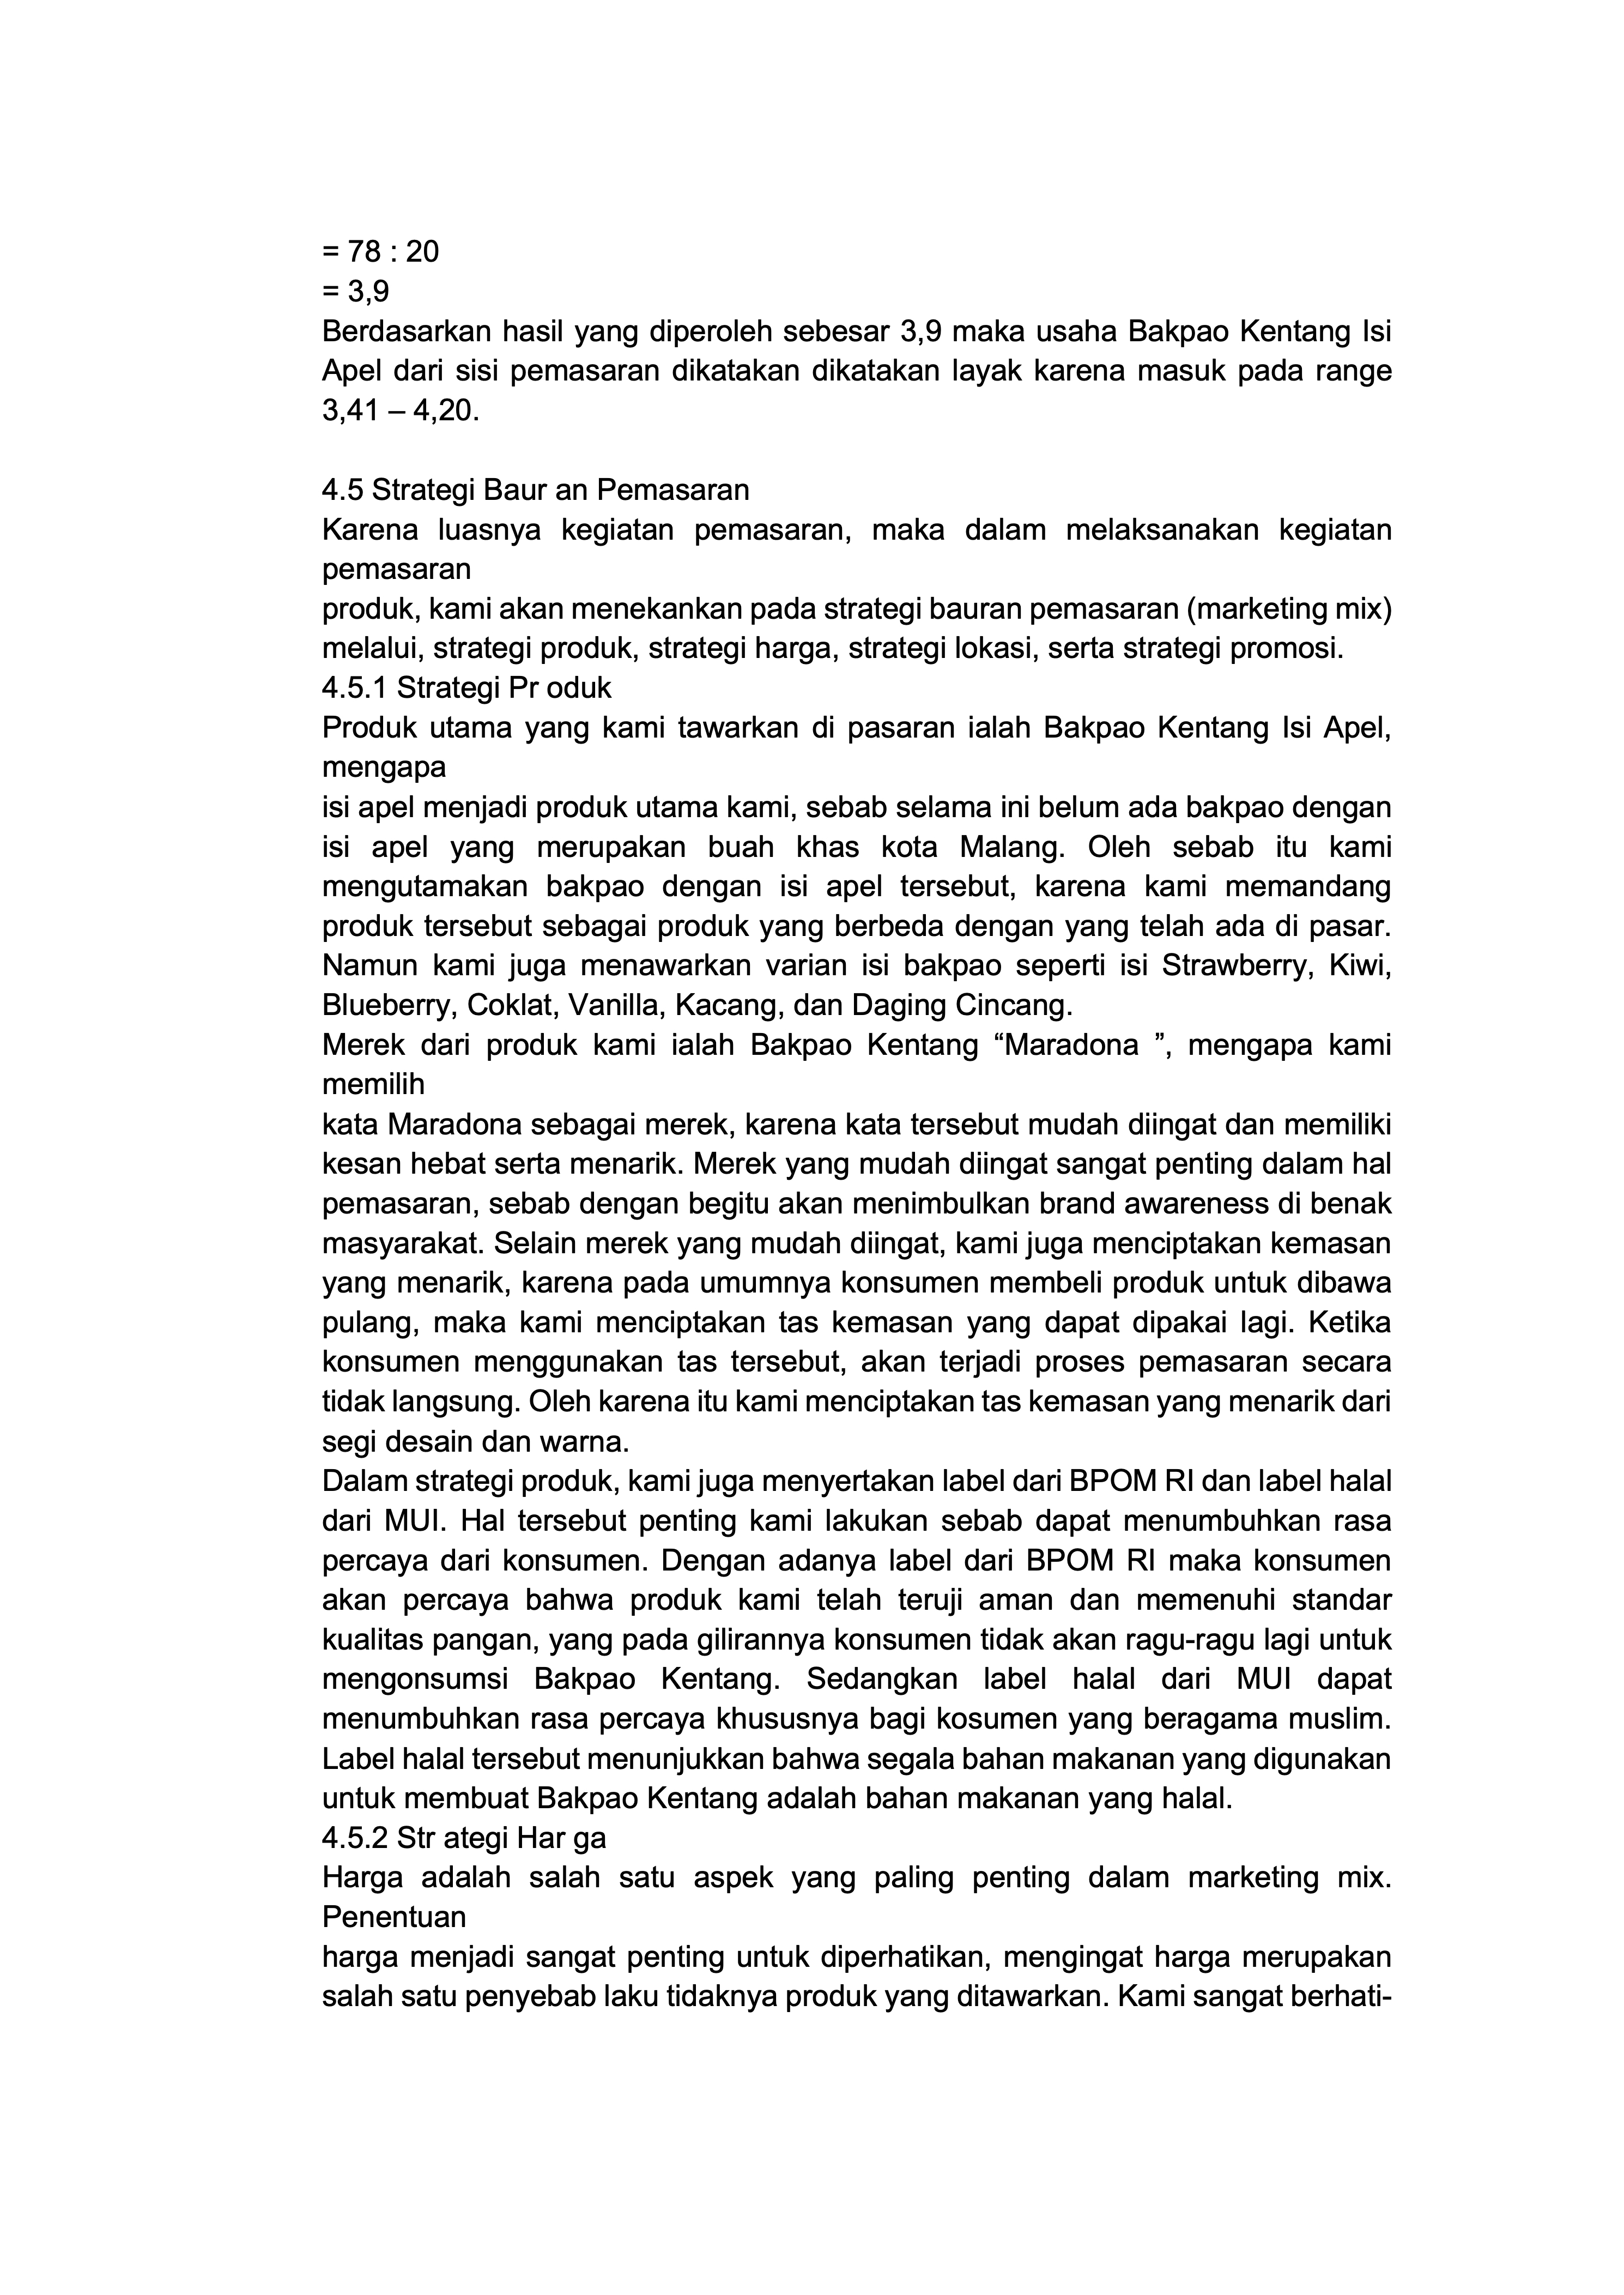 = 78 : 20
= 3,9
Berdasarkan hasil yang diperoleh sebesar 3,9 maka usaha Bakpao Kentang Isi
Apel dari sisi pemasaran dikatakan dikatakan layak karena masuk pada range
3,41 – 4,20.
4.5 Strategi Baur an Pemasaran
Karena luasnya kegiatan pemasaran, maka dalam melaksanakan kegiatan
pemasaran
produk, kami akan menekankan pada strategi bauran pemasaran (marketing mix)
melalui, strategi produk, strategi harga, strategi lokasi, serta strategi promosi.
4.5.1 Strategi Pr oduk
Produk utama yang kami tawarkan di pasaran ialah Bakpao Kentang Isi Apel,
mengapa
isi apel menjadi produk utama kami, sebab selama ini belum ada bakpao dengan
isi apel yang merupakan buah khas kota Malang. Oleh sebab itu kami
mengutamakan bakpao dengan isi apel tersebut, karena kami memandang
produk tersebut sebagai produk yang berbeda dengan yang telah ada di pasar.
Namun kami juga menawarkan varian isi bakpao seperti isi Strawberry, Kiwi,
Blueberry, Coklat, Vanilla, Kacang, dan Daging Cincang.
Merek dari produk kami ialah Bakpao Kentang “Maradona ”, mengapa kami
memilih
kata Maradona sebagai merek, karena kata tersebut mudah diingat dan memiliki
kesan hebat serta menarik. Merek yang mudah diingat sangat penting dalam hal
pemasaran, sebab dengan begitu akan menimbulkan brand awareness di benak
masyarakat. Selain merek yang mudah diingat, kami juga menciptakan kemasan
yang menarik, karena pada umumnya konsumen membeli produk untuk dibawa
pulang, maka kami menciptakan tas kemasan yang dapat dipakai lagi. Ketika
konsumen menggunakan tas tersebut, akan terjadi proses pemasaran secara
tidak langsung. Oleh karena itu kami menciptakan tas kemasan yang menarik dari
segi desain dan warna.
Dalam strategi produk, kami juga menyertakan label dari BPOM RI dan label halal
dari MUI. Hal tersebut penting kami lakukan sebab dapat menumbuhkan rasa
percaya dari konsumen. Dengan adanya label dari BPOM RI maka konsumen
akan percaya bahwa produk kami telah teruji aman dan memenuhi standar
kualitas pangan, yang pada gilirannya konsumen tidak akan ragu-ragu lagi untuk
mengonsumsi Bakpao Kentang. Sedangkan label halal dari MUI dapat
menumbuhkan rasa percaya khususnya bagi kosumen yang beragama muslim.
Label halal tersebut menunjukkan bahwa segala bahan makanan yang digunakan
untuk membuat Bakpao Kentang adalah bahan makanan yang halal.
4.5.2 Str ategi Har ga
Harga adalah salah satu aspek yang paling penting dalam marketing mix.
Penentuan
harga menjadi sangat penting untuk diperhatikan, mengingat harga merupakan
salah satu penyebab laku tidaknya produk yang ditawarkan. Kami sangat berhati-